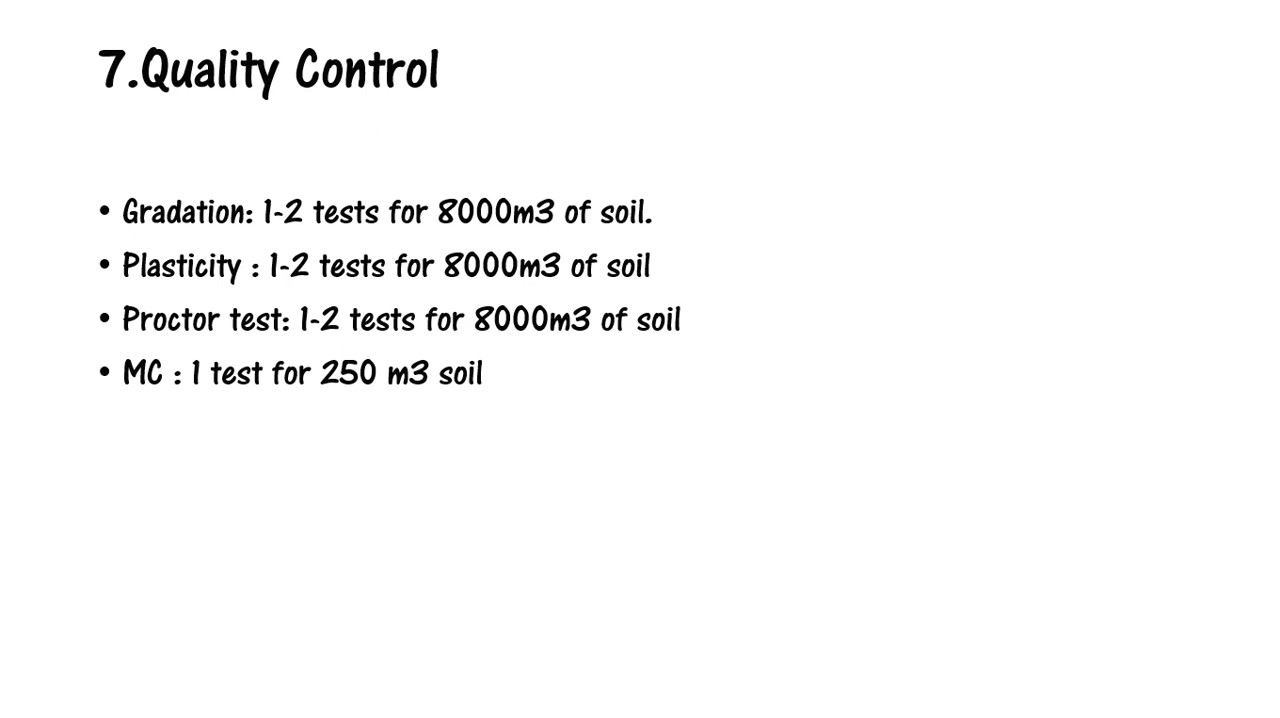 7.Quality Control
• Gradation: 1-2 tests for 8000m3 of soil.
• Plasticity : 1-2 tests for 8000m3 of soil
• Proctor test: 1-2 tests for 8000m3 of soil
• MC : 1 test for 250 m3 soil